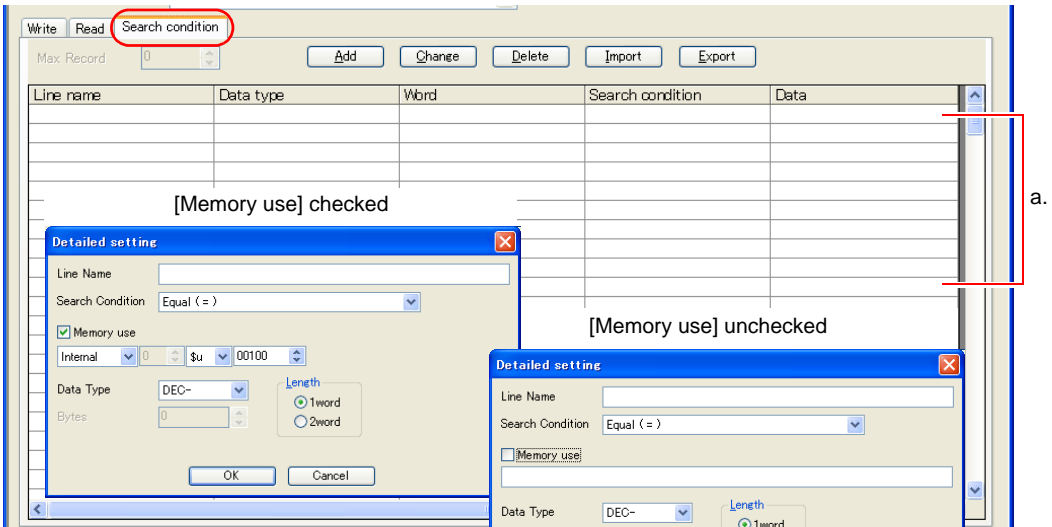 Write Read Search condition
Max Record 0 Add Change Delete Import Export
Line name Data type Word Search condition Data
a.
[Memory use] checked
Detailed setting
Line Name
Search Condition Equal ( = )
Memory use
Internal 0 $u 00100
Data Type DEC- Length
1word
Bytes 0 2word
OK Cancel
[Memory use] unchecked
Detailed setting
Line Name
Search Condition Equal ( = )
Memory use
Data Type DEC- Length
1word